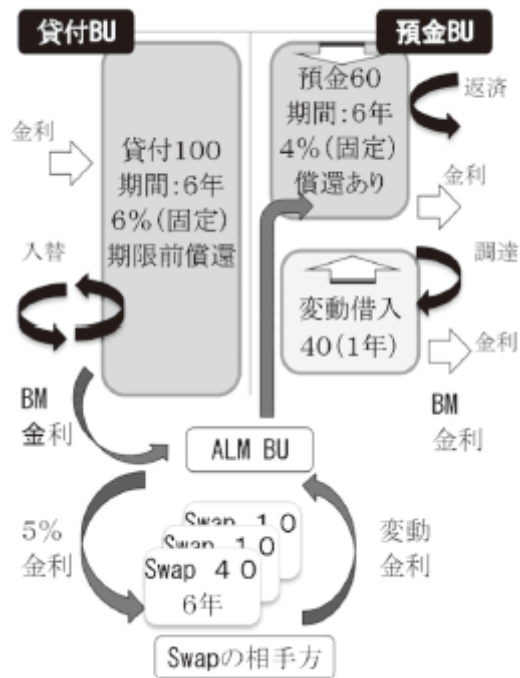 貸付BU
預金BU
金利
貸付100
期間:6年
6%(固定)
期限前償還
入替
預金60
期間:6年
4%(固定)
償還あり
返済
金利
調達
変動借入
40(1年)
金利
BM
金利
BM
金利
ALM BU
5%
金利
Swap 10
Swap 10
Swap 40
6年
変動
金利
Swapの相手方